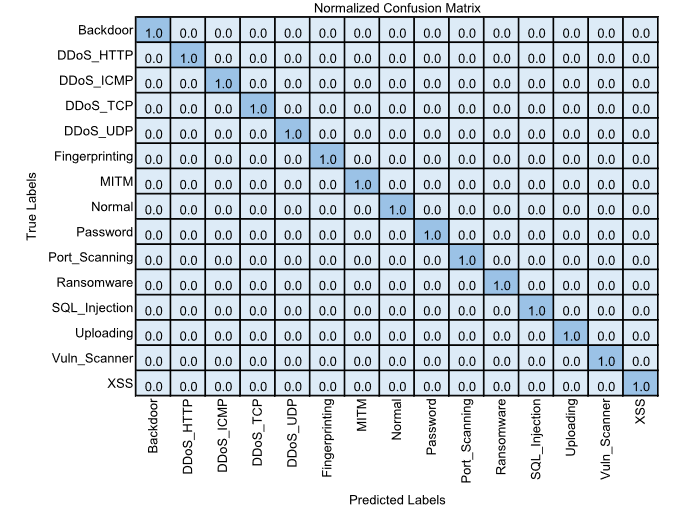 Normalized Confusion Matrix
True Labels
Backdoor 1.0 0.0 0.0 0.0 0.0 0.0 0.0 0.0 0.0 0.0 0.0 0.0 0.0 0.0 0.0
DDoS_HTTP 0.0 1.0 0.0 0.0 0.0 0.0 0.0 0.0 0.0 0.0 0.0 0.0 0.0 0.0 0.0
DDoS_ICMP 0.0 0.0 1.0 0.0 0.0 0.0 0.0 0.0 0.0 0.0 0.0 0.0 0.0 0.0 0.0
DDoS_TCP 0.0 0.0 0.0 1.0 0.0 0.0 0.0 0.0 0.0 0.0 0.0 0.0 0.0 0.0 0.0
DDoS_UDP 0.0 0.0 0.0 0.0 1.0 0.0 0.0 0.0 0.0 0.0 0.0 0.0 0.0 0.0 0.0
Fingerprinting 0.0 0.0 0.0 0.0 0.0 1.0 0.0 0.0 0.0 0.0 0.0 0.0 0.0 0.0 0.0
MITM 0.0 0.0 0.0 0.0 0.0 0.0 1.0 0.0 0.0 0.0 0.0 0.0 0.0 0.0 0.0
Normal 0.0 0.0 0.0 0.0 0.0 0.0 0.0 1.0 0.0 0.0 0.0 0.0 0.0 0.0 0.0
Password 0.0 0.0 0.0 0.0 0.0 0.0 0.0 0.0 1.0 0.0 0.0 0.0 0.0 0.0 0.0
Port_Scanning 0.0 0.0 0.0 0.0 0.0 0.0 0.0 0.0 0.0 1.0 0.0 0.0 0.0 0.0 0.0
Ransomware 0.0 0.0 0.0 0.0 0.0 0.0 0.0 0.0 0.0 0.0 1.0 0.0 0.0 0.0 0.0
SQL_Injection 0.0 0.0 0.0 0.0 0.0 0.0 0.0 0.0 0.0 0.0 0.0 1.0 0.0 0.0 0.0
Uploading 0.0 0.0 0.0 0.0 0.0 0.0 0.0 0.0 0.0 0.0 0.0 0.0 1.0 0.0 0.0
Vuln_Scanner 0.0 0.0 0.0 0.0 0.0 0.0 0.0 0.0 0.0 0.0 0.0 0.0 0.0 1.0 0.0
XSS 0.0 0.0 0.0 0.0 0.0 0.0 0.0 0.0 0.0 0.0 0.0 0.0 0.0 0.0 1.0
Backdoor
DDoS_HTTP
DDoS_ICMP
DDoS_TCP
DDoS_UDP
Fingerprinting
MITM
Normal
Password
Port_Scanning
Ransomware
SQL_Injection
Uploading
Vuln_Scanner
XSS
Predicted Labels